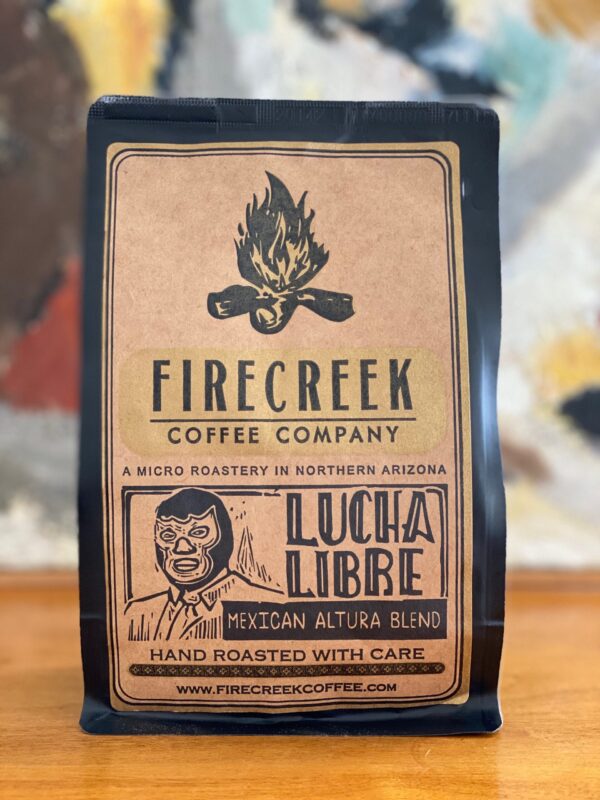 FIRECREEK
COFFEE COMPANY
A MICRO ROASTERY IN NORTHERN ARIZONA
LUCHA
LIBRE
MEXICAN ALTURA BLEND
HAND ROASTED WITH CARE
WWW.FIRECREEKCOFFEE.COM